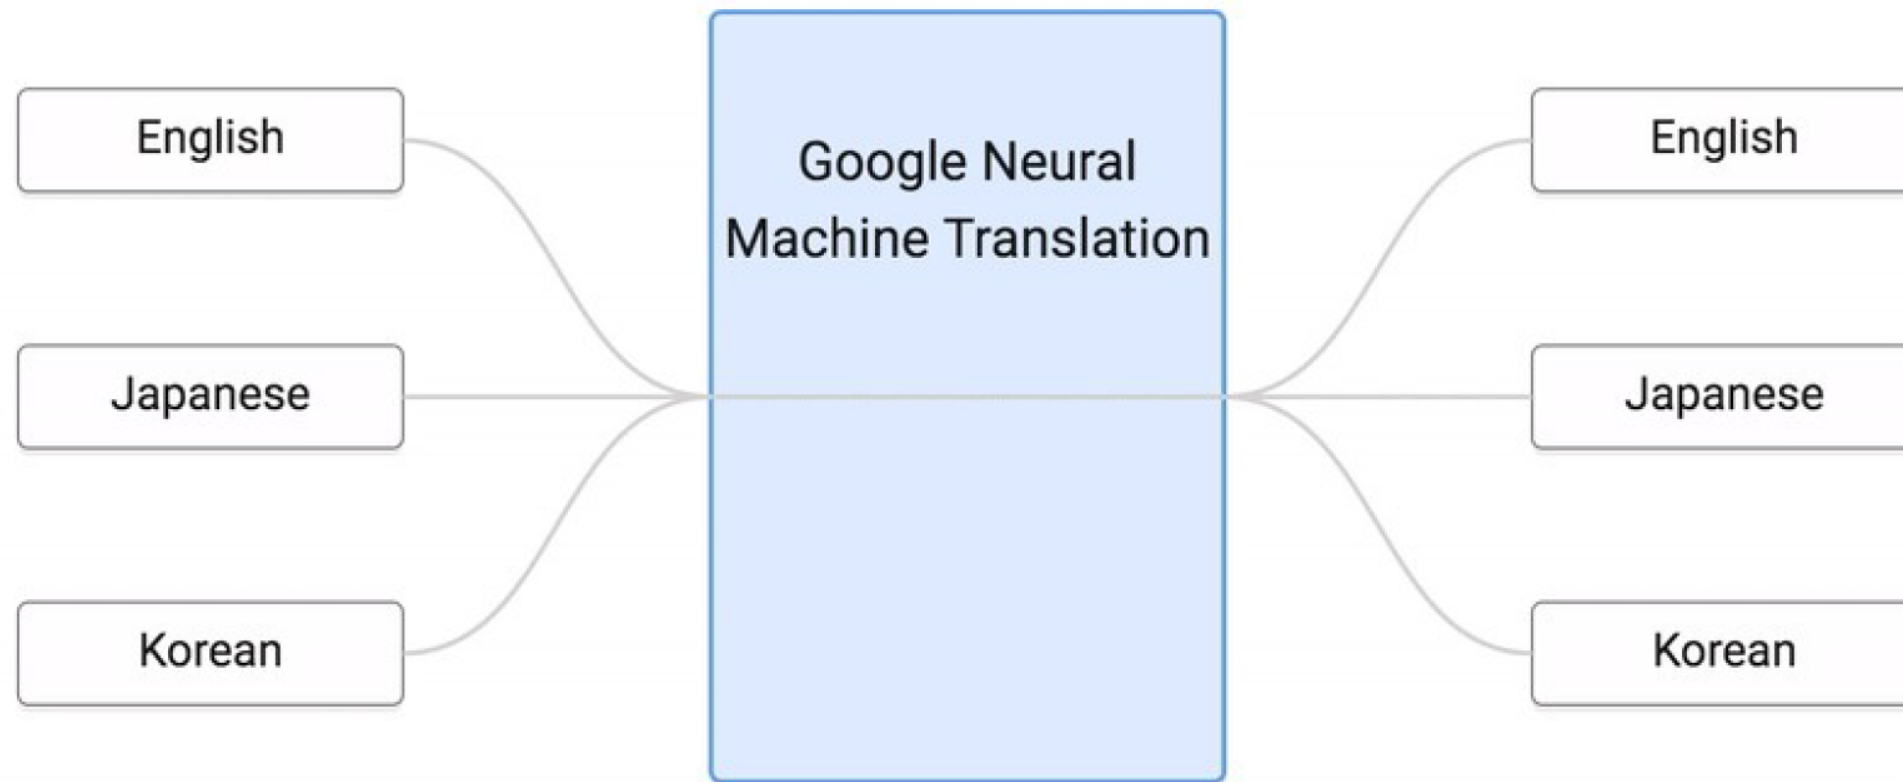 English
Japanese
Korean
Google Neural
Machine Translation
English
Japanese
Korean